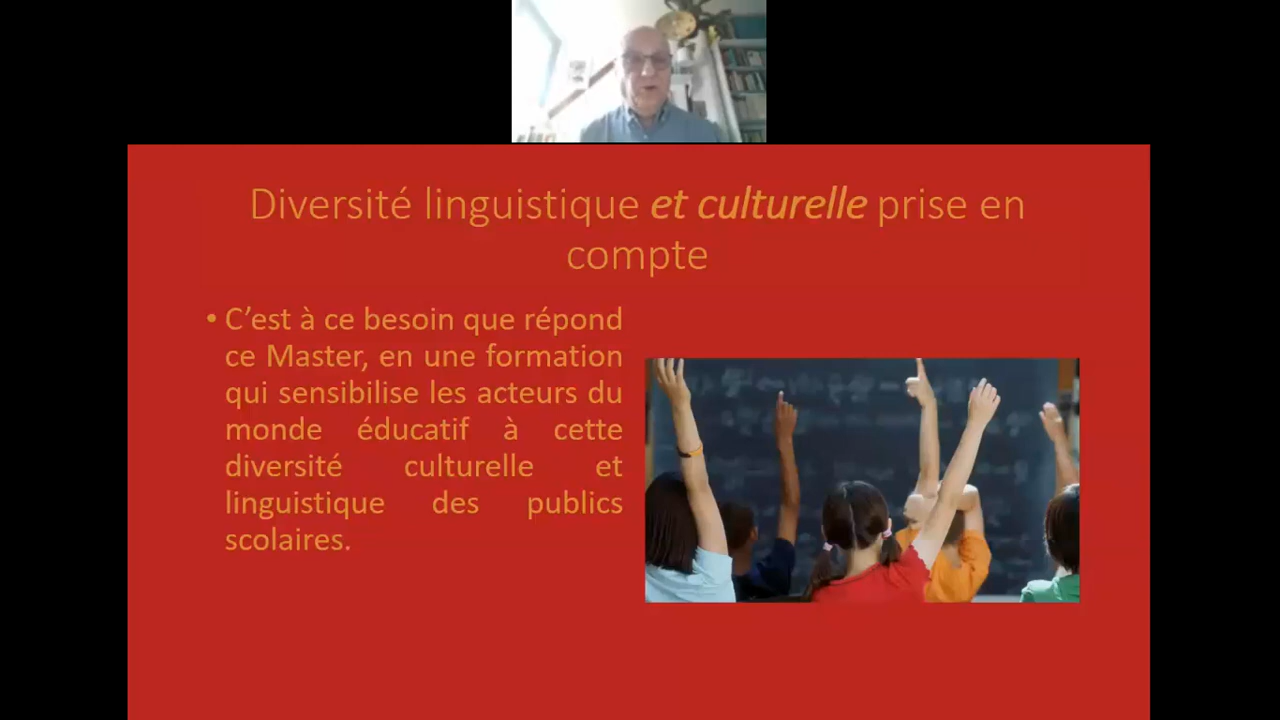 Diversité linguistique et culturelle prise en
compte
• C’est à ce besoin que répond
ce Master, en une formation
qui sensibilise les acteurs du
monde éducatif à cette
diversité culturelle et
linguistique des publics
scolaires.